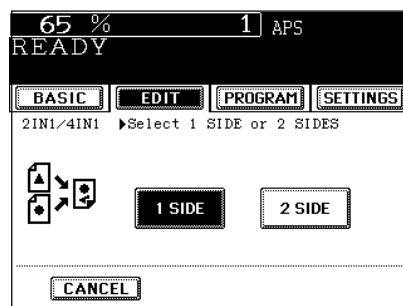 65 % 1 APS
READY
BASIC EDIT PROGRAM SETTINGS
2IN1/4IN1 ▶Select 1 SIDE or 2 SIDES
1 SIDE 2 SIDE
CANCEL